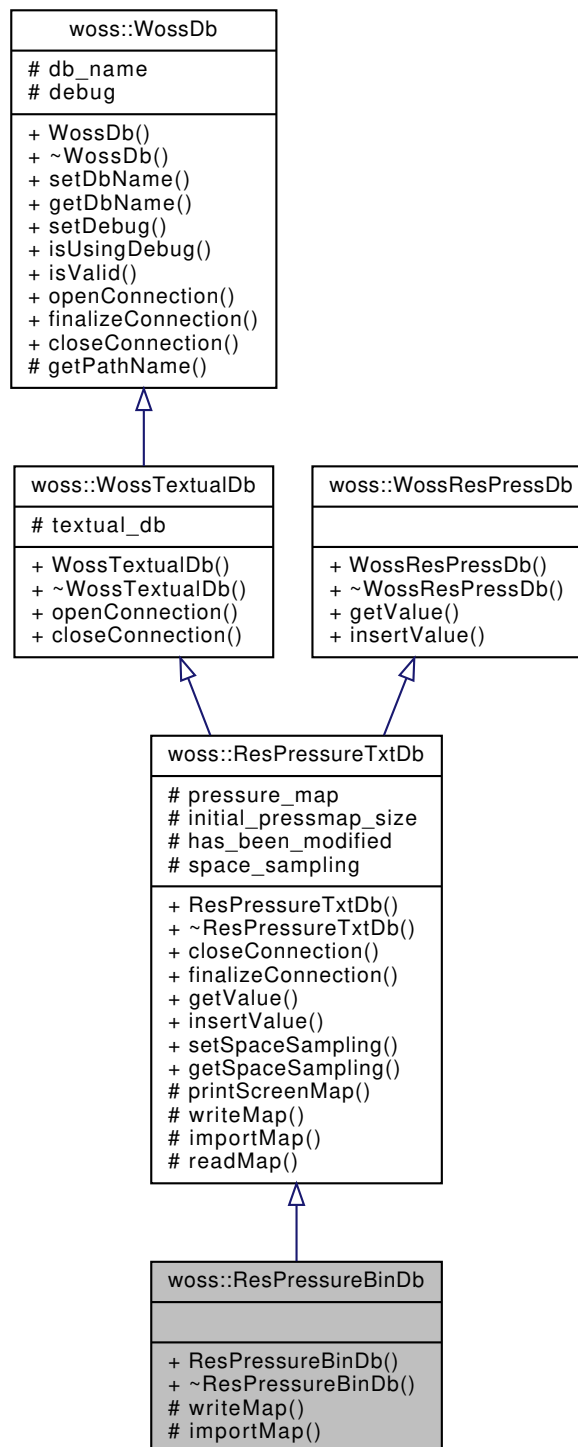 woss::WossDb
# db_name
# debug
+ WossDb()
+ ~WossDb()
+ setDbName()
+ getDbName()
+ setDebug()
+ isUsingDebug()
+ isValid()
+ openConnection()
+ finalizeConnection()
+ closeConnection()
# getPathName()
woss::WossTextualDb
# textual_db
+ WossTextualDb()
+ ~WossTextualDb()
+ openConnection()
+ closeConnection()
woss::WossResPressDb
+ WossResPressDb()
+ ~WossResPressDb()
+ getValue()
+ insertValue()
woss::ResPressureTxtDb
# pressure_map
# initial_pressmap_size
# has_been_modified
# space_sampling
+ ResPressureTxtDb()
+ ~ResPressureTxtDb()
+ closeConnection()
+ finalizeConnection()
+ getValue()
+ insertValue()
+ setSpaceSampling()
+ getSpaceSampling()
# printScreenMap()
# writeMap()
# importMap()
# readMap()
woss::ResPressureBinDb
+ ResPressureBinDb()
+ ~ResPressureBinDb()
# writeMap()
# importMap()